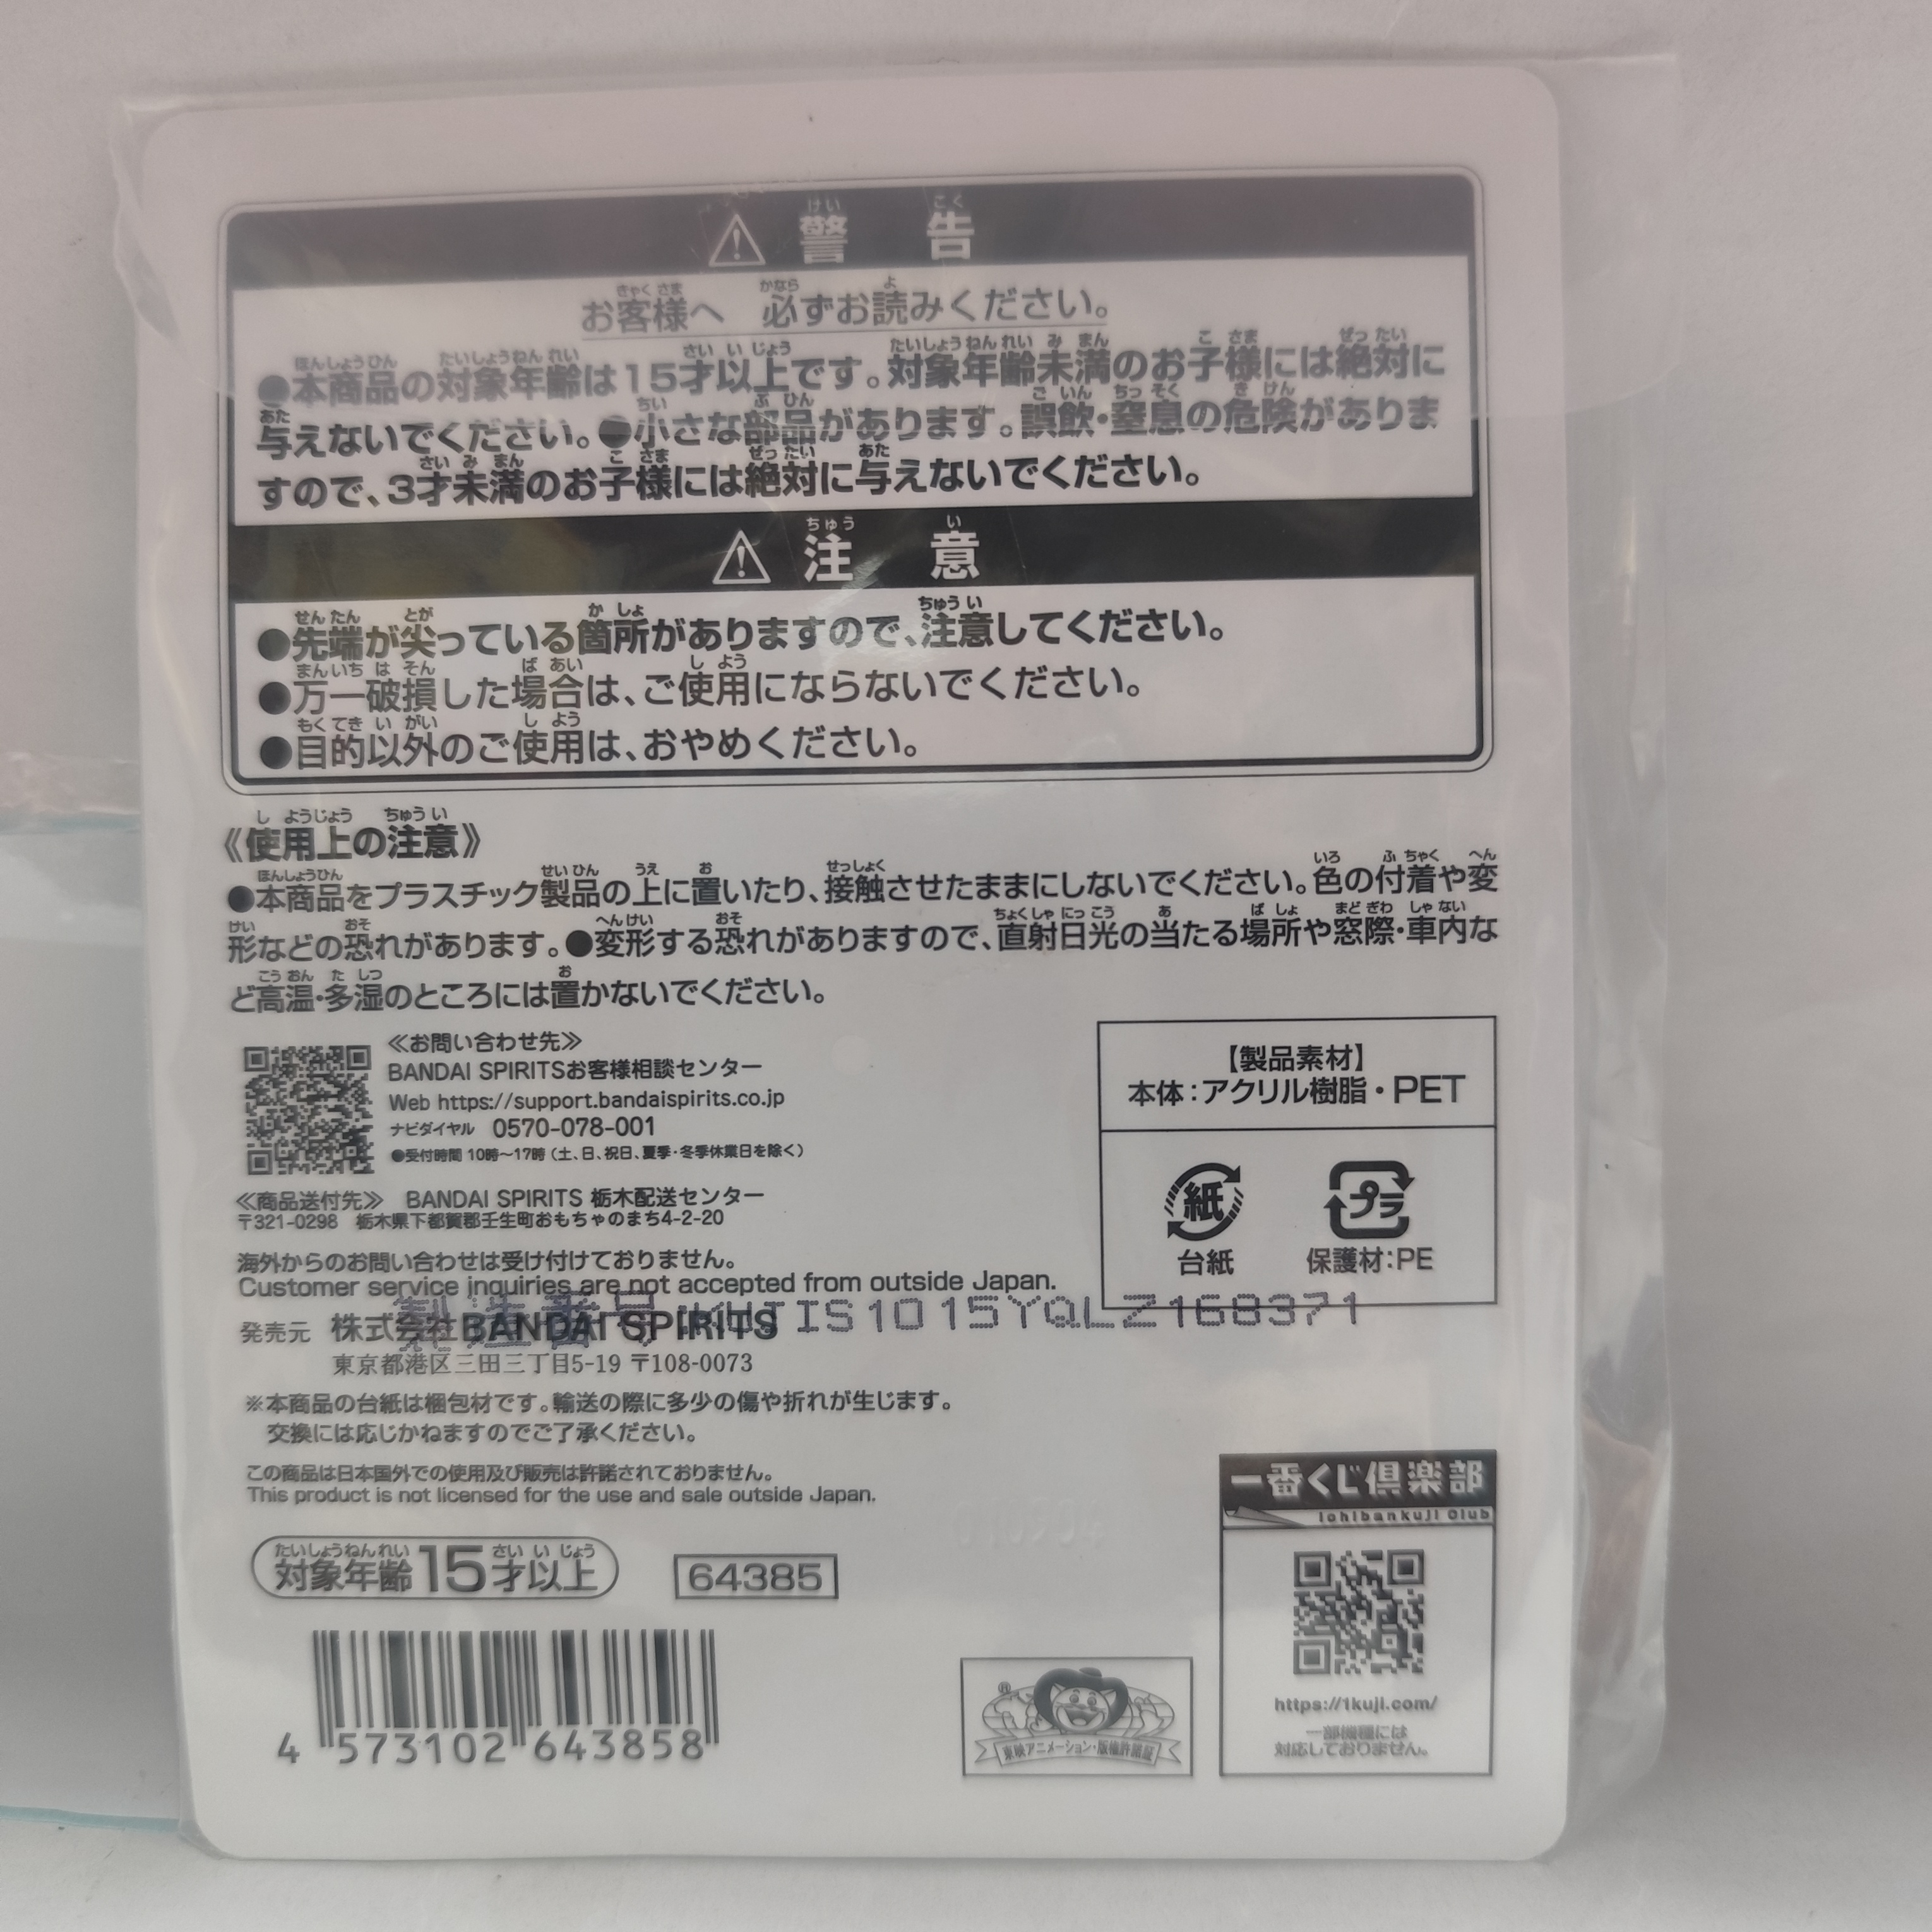 警告
お客様へ 必ずお読みください。
●本商品の対象年齢は15才以上です。対象年齢未満のお子様には絶対に
与えないでください。●小さな部品があります。誤飲・窒息の危険がありま
すので、3才未満のお子様には絶対に与えないでください。
注意
●先端が尖っている箇所がありますので、注意してください。
●万一破損した場合は、ご使用にならないでください。
●目的以外のご使用は、おやめください。
《使用上の注意》
●本商品をプラスチック製品の上に置いたり、接触させたままにしないでください。色の付着や変
形などの恐れがあります。●変形する恐れがありますので、直射日光の当たる場所や窓際・車内な
ど高温・多湿のところには置かないでください。
≪お問い合わせ先≫
BANDAI SPIRITSお客様相談センター
Web https://support.bandaispirits.co.jp
ナビダイヤル 0570-078-001
●受付時間 10時〜17時（土、日、祝日、夏季・冬季休業日を除く）
≪商品送付先≫ BANDAI SPIRITS 栃木配送センター
〒321-0298 栃木県下都賀郡壬生町おもちゃのまち4-2-20
海外からのお問い合わせは受け付けておりません。
Customer service inquiries are not accepted from outside Japan.
【製品素材】
本体：アクリル樹脂・PET
紙
台紙
プラ
保護材：PE
発売元 株式会社BANDAI SPIRITS
製造番号
TIS1015YQLZ168371
東京都港区三田三丁目5-19 〒108-0073
※本商品の台紙は梱包材です。輸送の際に多少の傷や折れが生じます。
交換には応じかねますのでご了承ください。
この商品は日本国外での使用及び販売は許諾されておりません。
This product is not licensed for the use and sale outside Japan.
対象年齢15才以上
64385
4 573102 643858
®
東映アニメーション・版権許諾証
一番くじ倶楽部
Ichibankuji Club
https://1kuji.com/
一部機種には
対応しておりません。